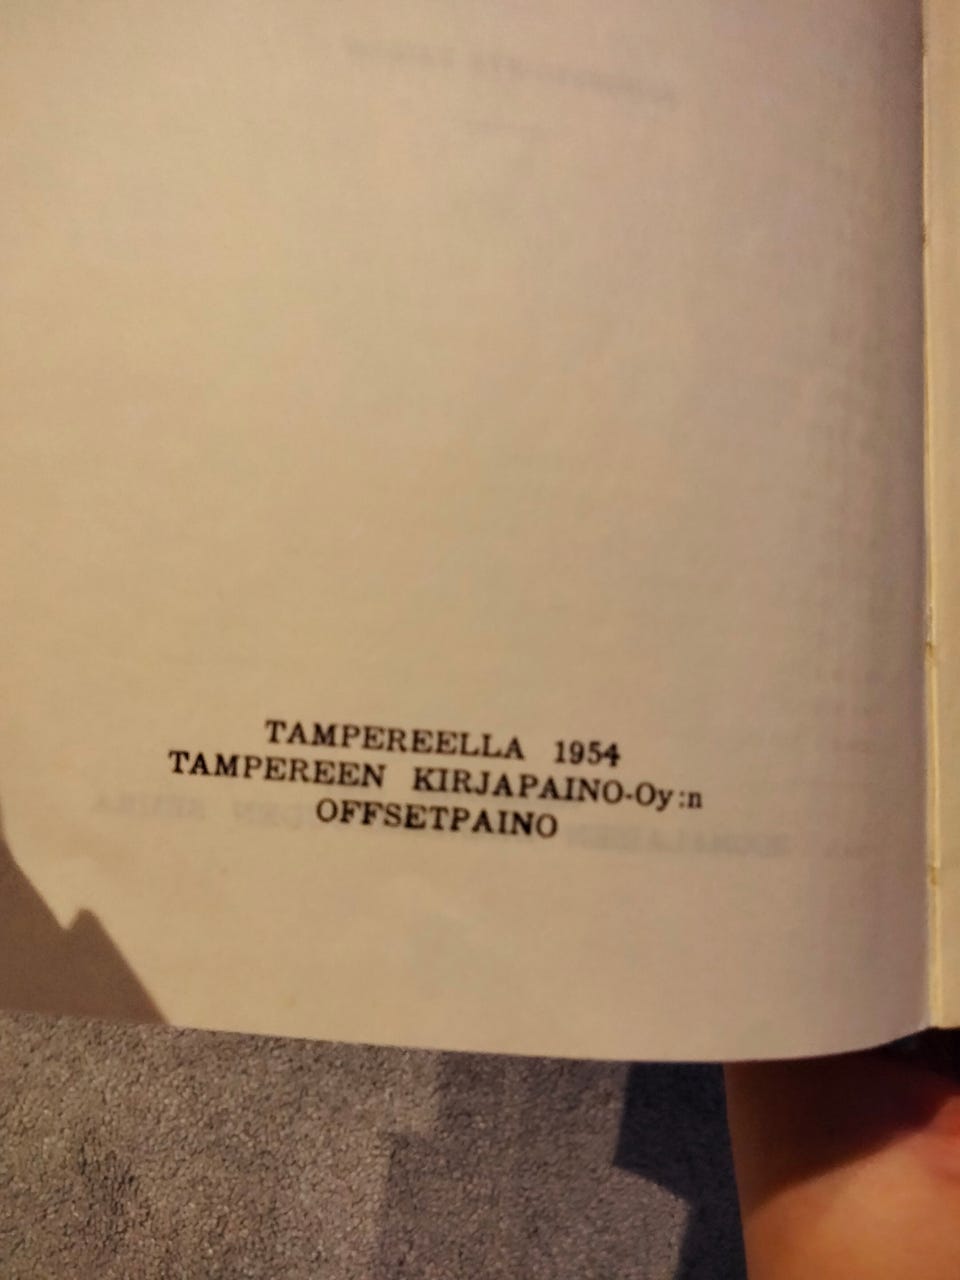 TAMPEREELLA 1954
TAMPEREEN KIRJAPAINO-Oy:n
OFFSETPAINO